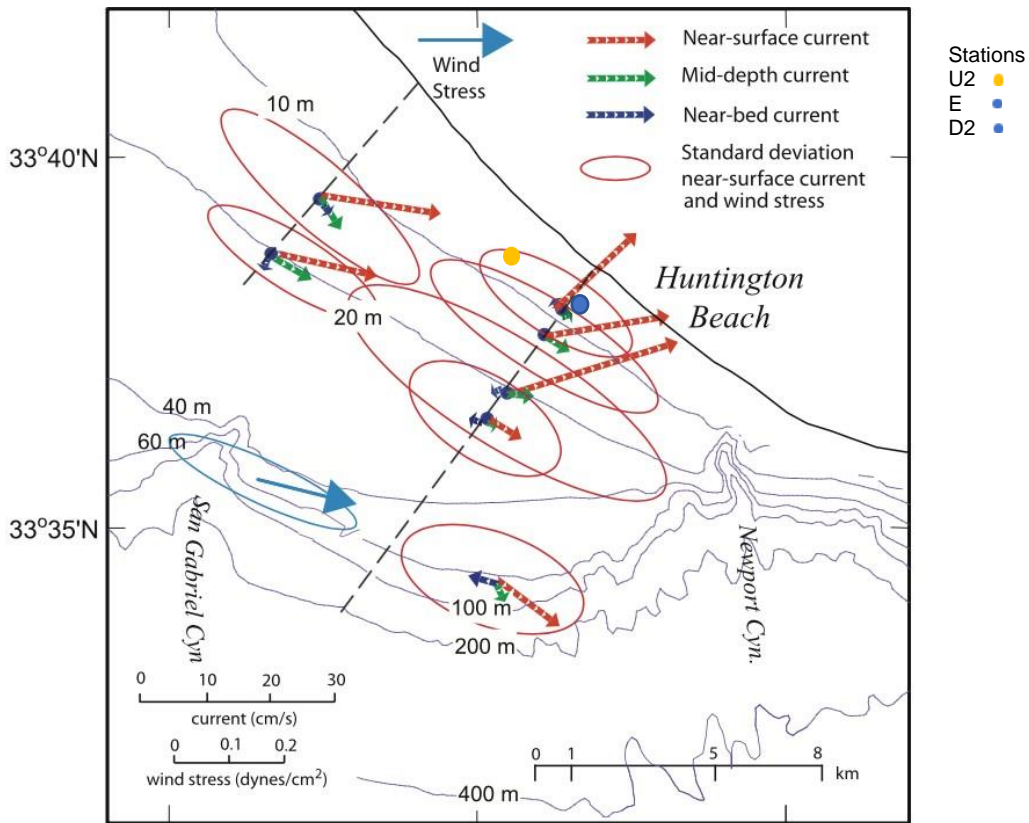 Wind
Stress
Near-surface current
Mid-depth current
Near-bed current
Standard deviation
near-surface current
and wind stress
Stations
U2
E
D2
10 m
33°40'N
Huntington
Beach
20 m
40 m
60 m
33°35'N
San Gabriel Cyn
Newport Cyn.
100 m
200 m
0 10 20 30
current (cm/s)
0 0.1 0.2
wind stress (dynes/cm²)
0 1 5 8
km
400 m